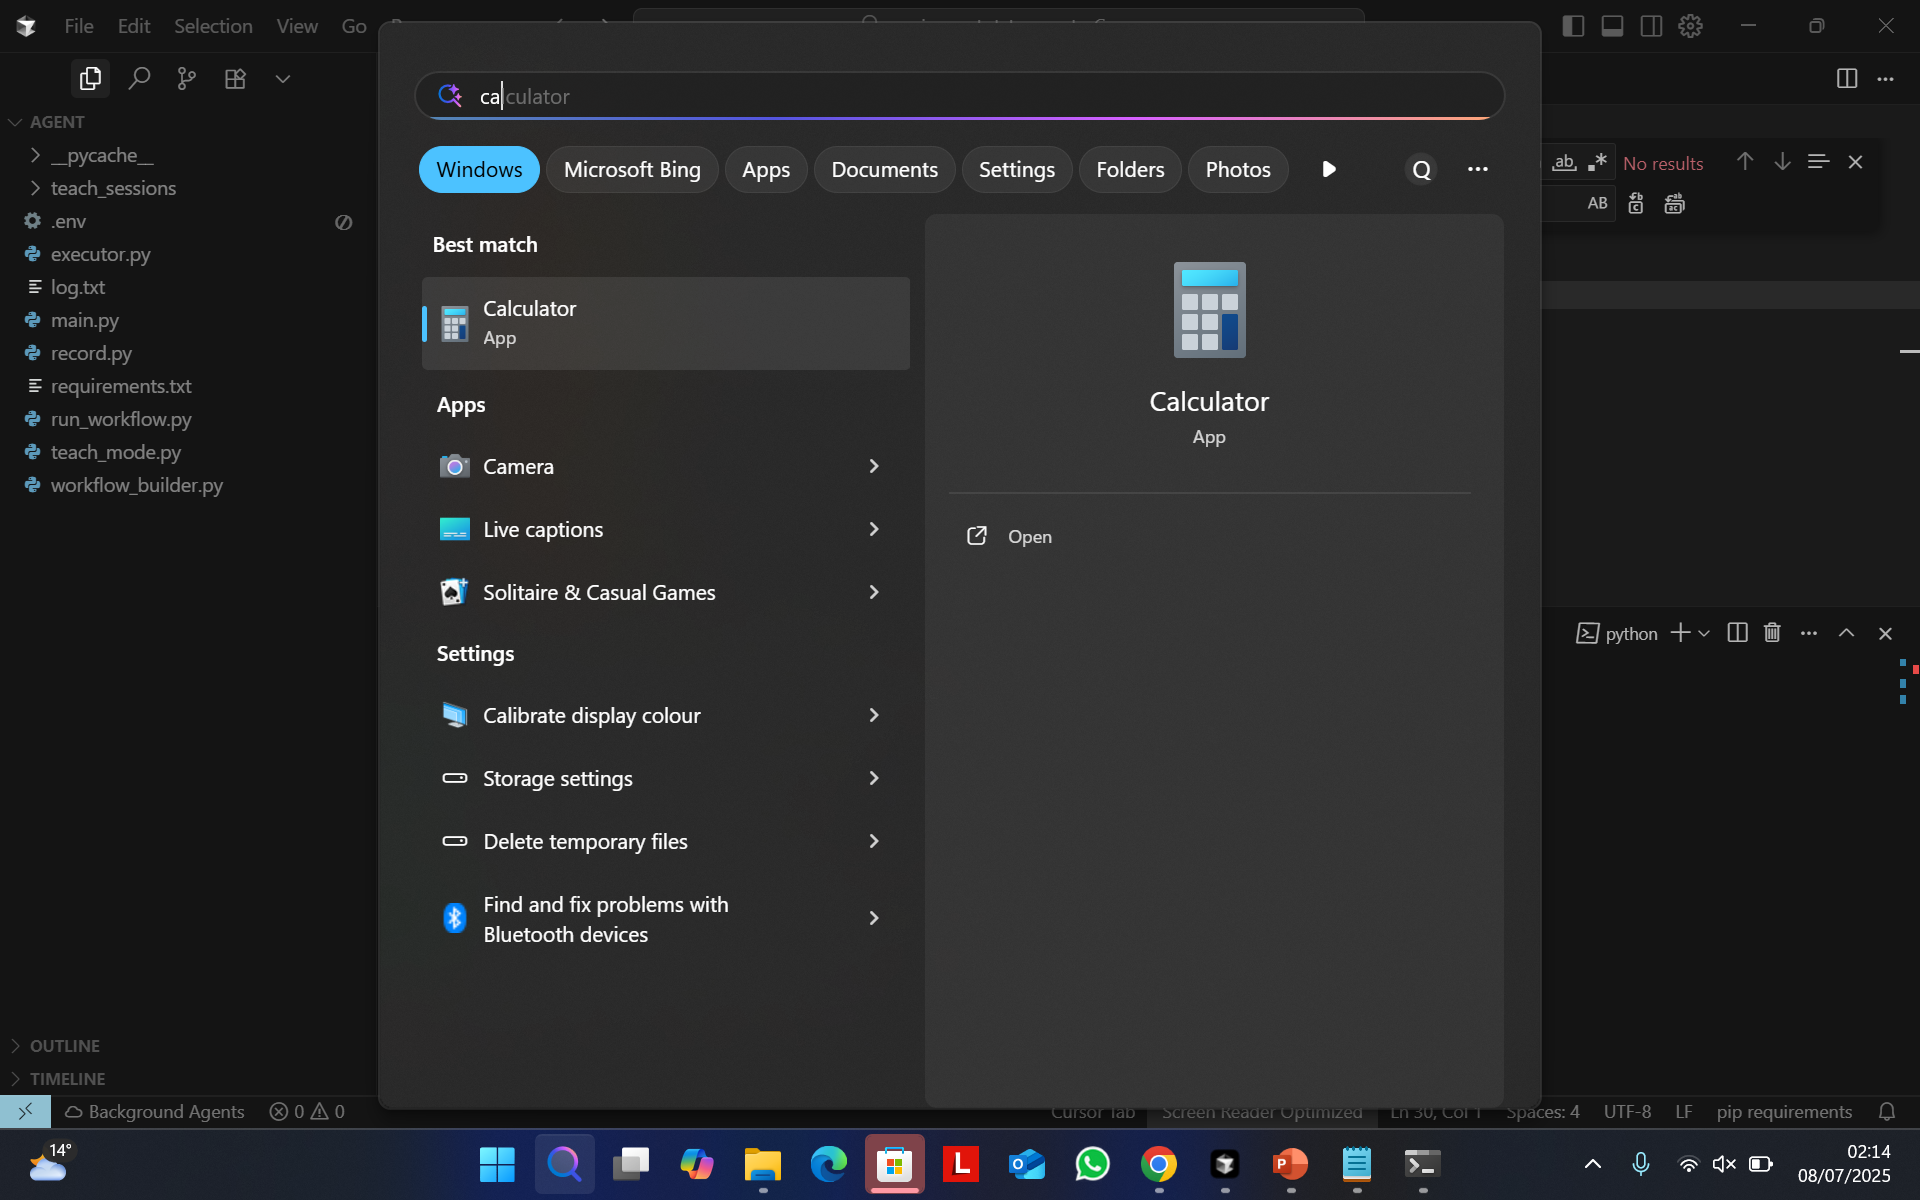 File Edit Selection View Go
calculator
Windows Microsoft Bing Apps Documents Settings Folders Photos Q
AGENT
__pycache__
teach_sessions
.env
executor.py
log.txt
main.py
record.py
requirements.txt
run_workflow.py
teach_mode.py
workflow_builder.py
OUTLINE
TIMELINE
Best match
Calculator
App
Apps
Camera
Live captions
Solitaire & Casual Games
Settings
Calibrate display colour
Storage settings
Delete temporary files
Find and fix problems with
Bluetooth devices
Calculator
App
Open
ab No results
AB
python
Background Agents 0 0 Cursor Tab Screen Reader Optimized Ln 30, Col 1 Spaces: 4 UTF-8 LF pip requirements
14°
02:14
08/07/2025